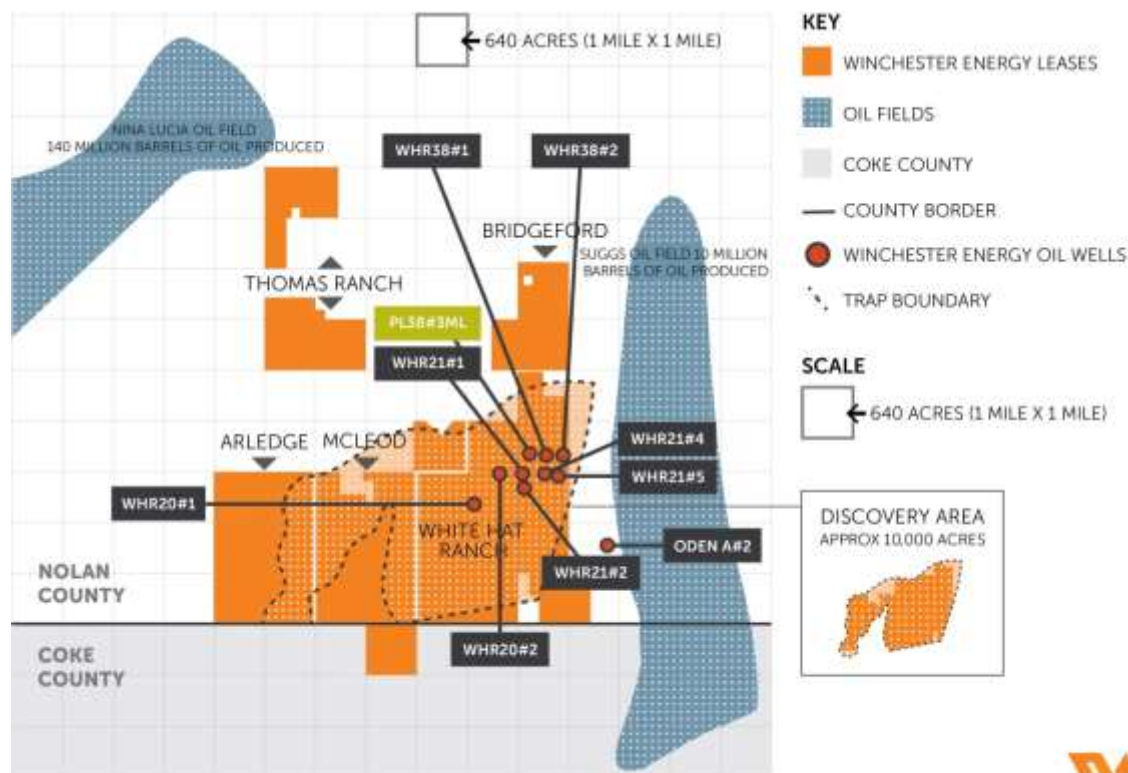 640 ACRES (1 MILE X 1 MILE)
NINA LUCIA OIL FIELD
140 MILLION BARRELS OF OIL PRODUCED
WHR38#1
WHR38#2
BRIDGEFORD
SUGGS OIL FIELD 10 MILLION
BARRELS OF OIL PRODUCED
THOMAS RANCH
PL38#3ML
WHR21#1
ARLEDGE
MCLEOD
WHR21#4
WHR21#5
WHR20#1
WHITE HAT
RANCH
ODEN A#2
WHR21#2
NOLAN
COUNTY
WHR20#2
COKE
COUNTY
KEY
WINCHESTER ENERGY LEASES
OIL FIELDS
COKE COUNTY
COUNTY BORDER
WINCHESTER ENERGY OIL WELLS
TRAP BOUNDARY
SCALE
640 ACRES (1 MILE X 1 MILE)
DISCOVERY AREA
APPROX 10,000 ACRES